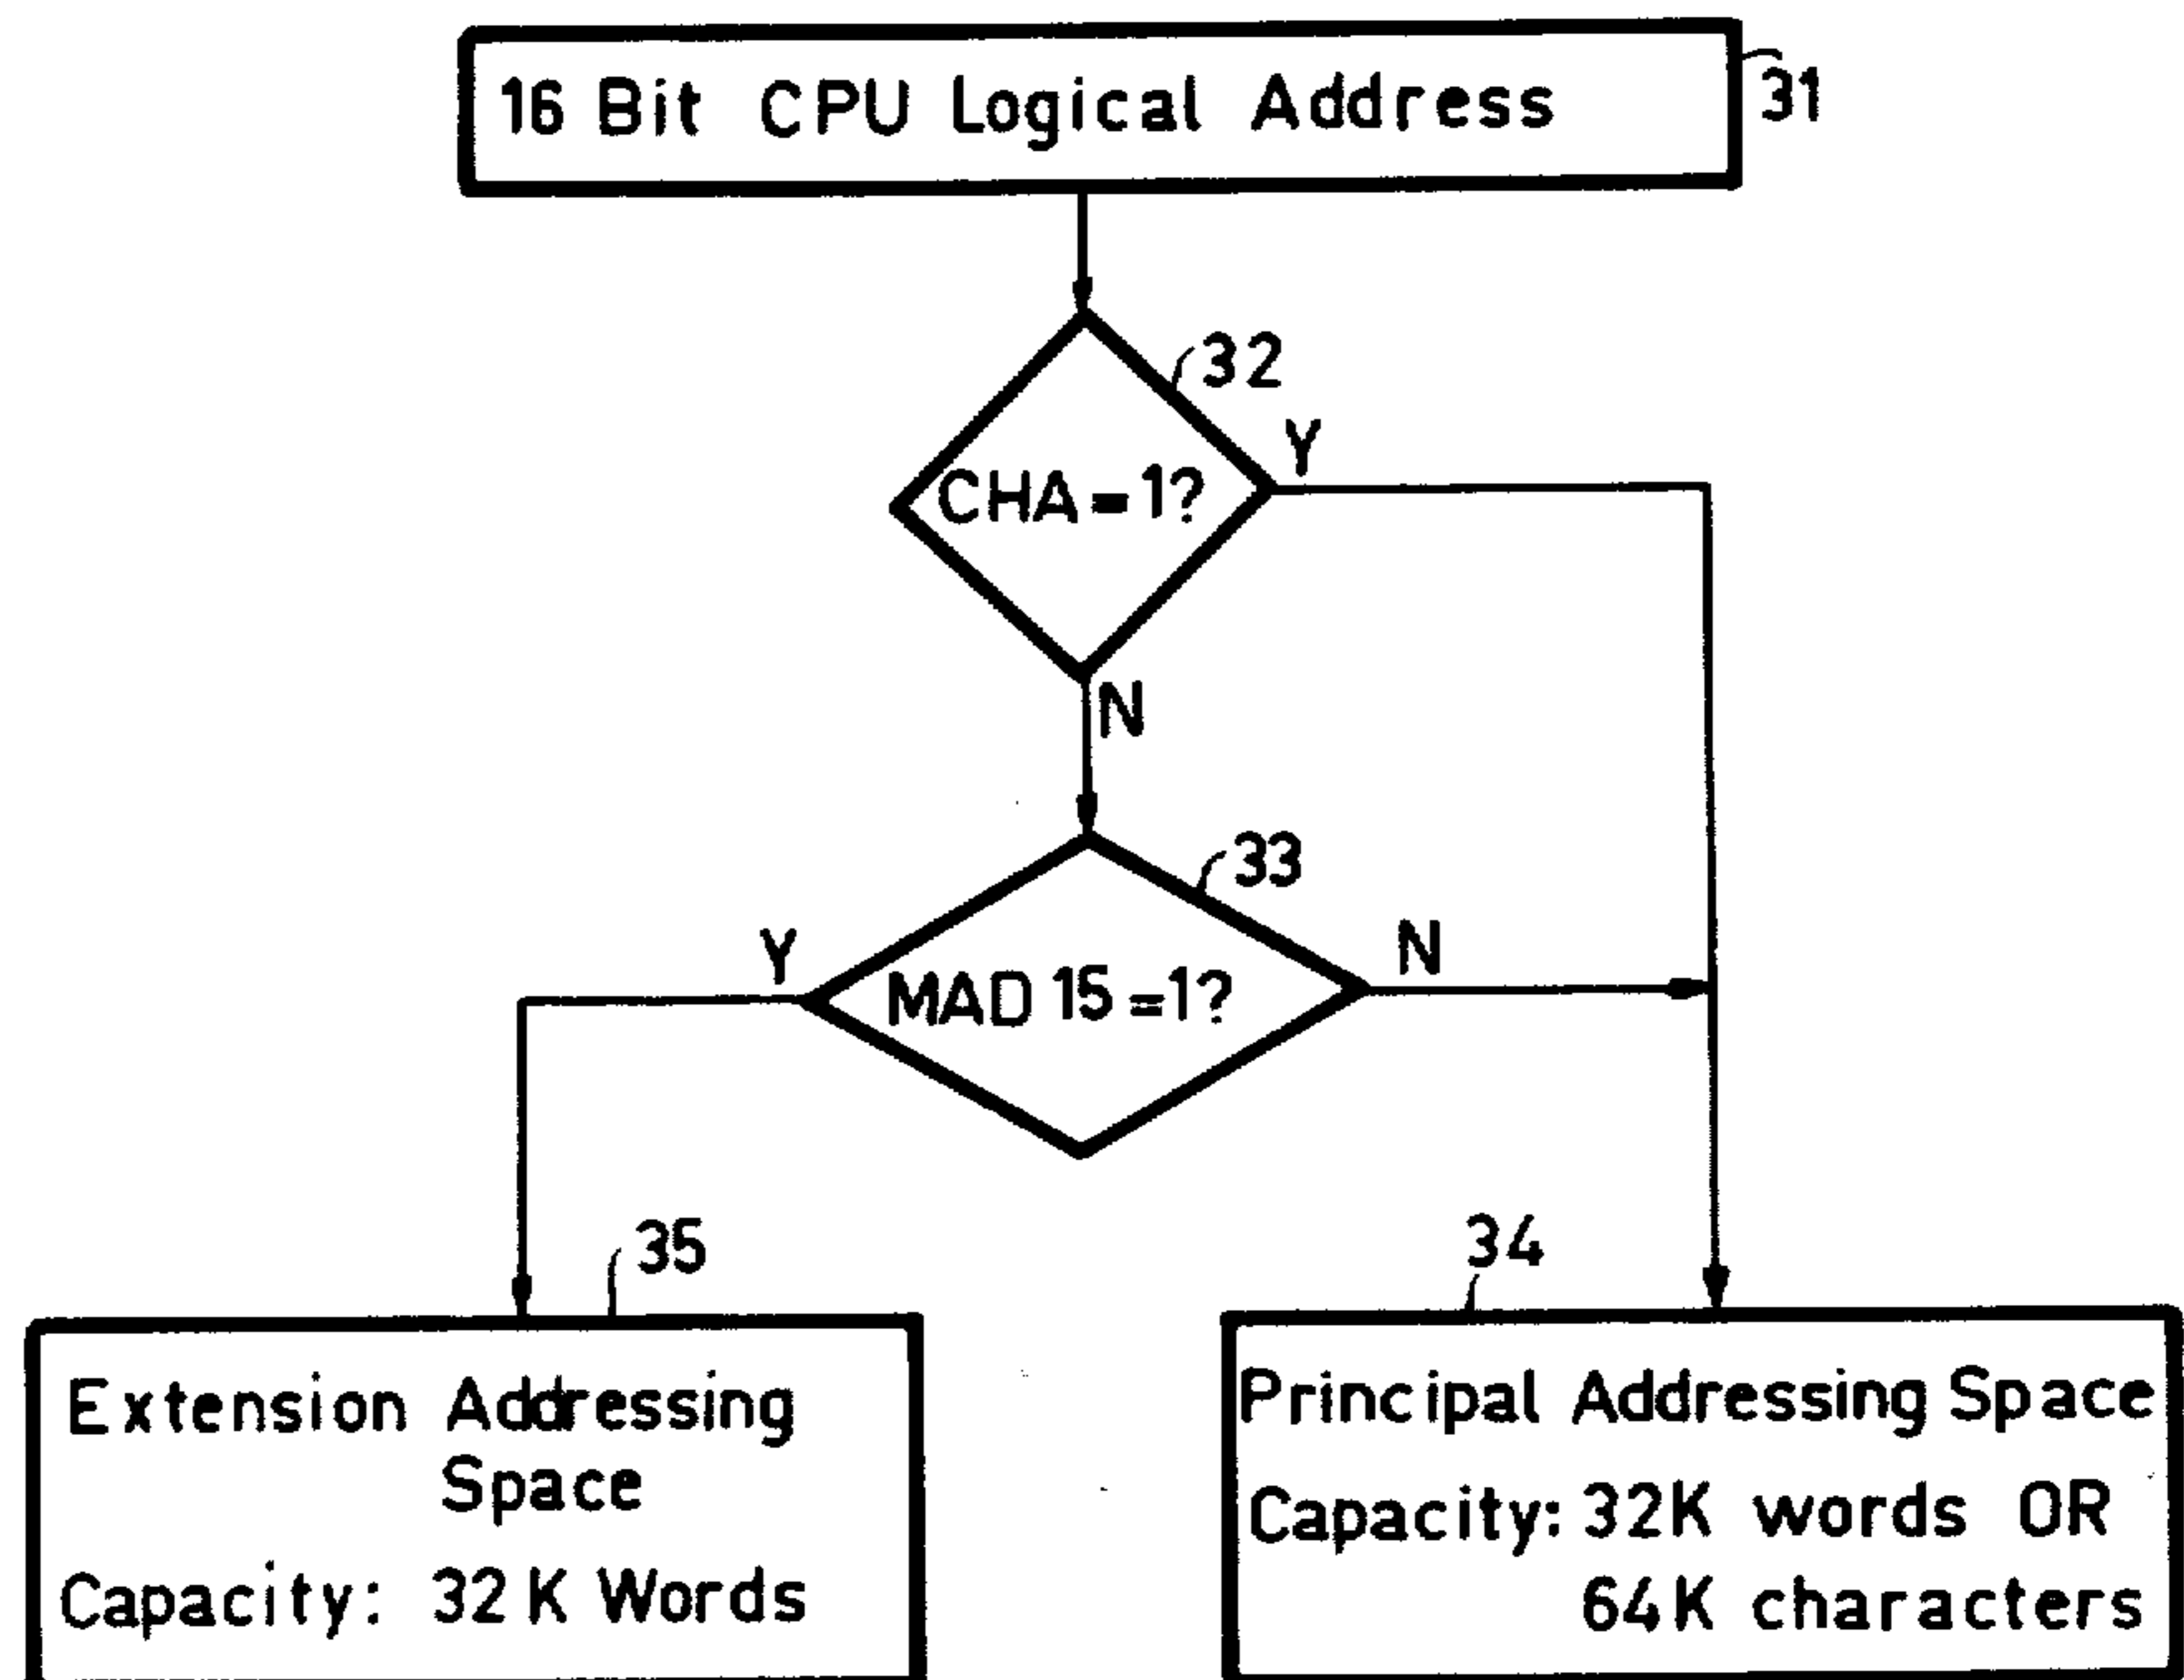 16 Bit CPU Logical Address
31
32
CHA = 1?
Y
N
33
Y
MAD 15 = 1?
N
35
34
Extension Addressing
Space
Capacity: 32K Words
Principal Addressing Space
Capacity: 32K words OR
64K characters